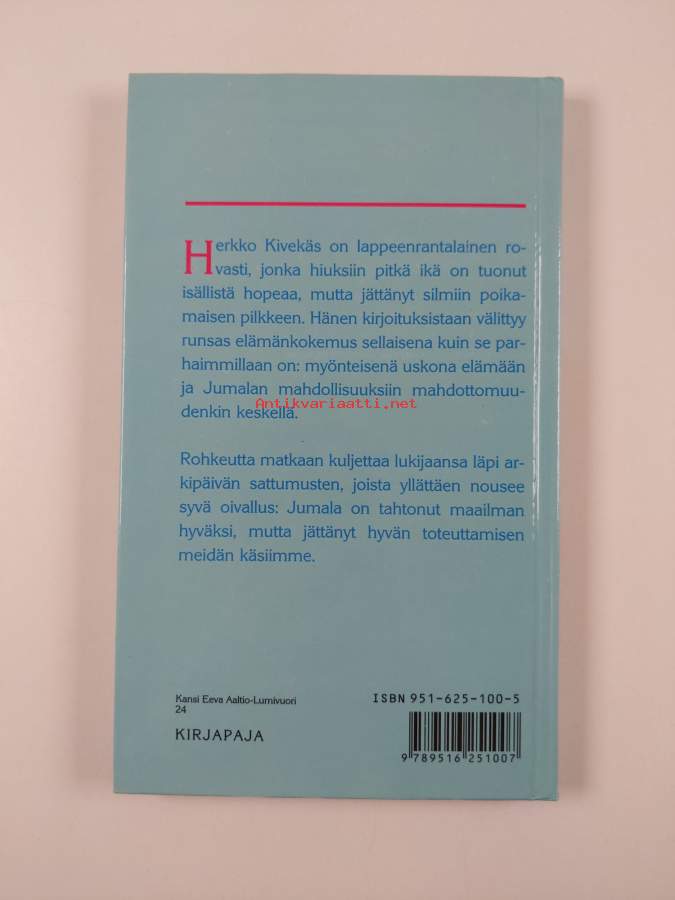 Herkko Kivekäs on lappeenrantalainen ro-
vasti, jonka hiuksiin pitkä ikä on tuonut
isällistä hopeaa, mutta jättänyt silmiin poika-
maisen pilkkeen. Hänen kirjoituksistaan välittyy
runsas elämänkokemus sellaisena kuin se par-
haimmillaan on: myönteisenä uskona elämään
ja Jumalan mahdollisuuksiin mahdottomuu-
Antikvariaatti.net
denkin keskellä.
Rohkeutta matkaan kuljettaa lukijaansa läpi ar-
kipäivän sattumusten, joista yllättäen nousee
syvä oivallus: Jumala on tahtonut maailman
hyväksi, mutta jättänyt hyvän toteuttamisen
meidän käsiimme.
Kansi Eeva Aaltio-Lumivuori
24
KIRJAPAJA
ISBN 951-625-100-5
9 789516 251007